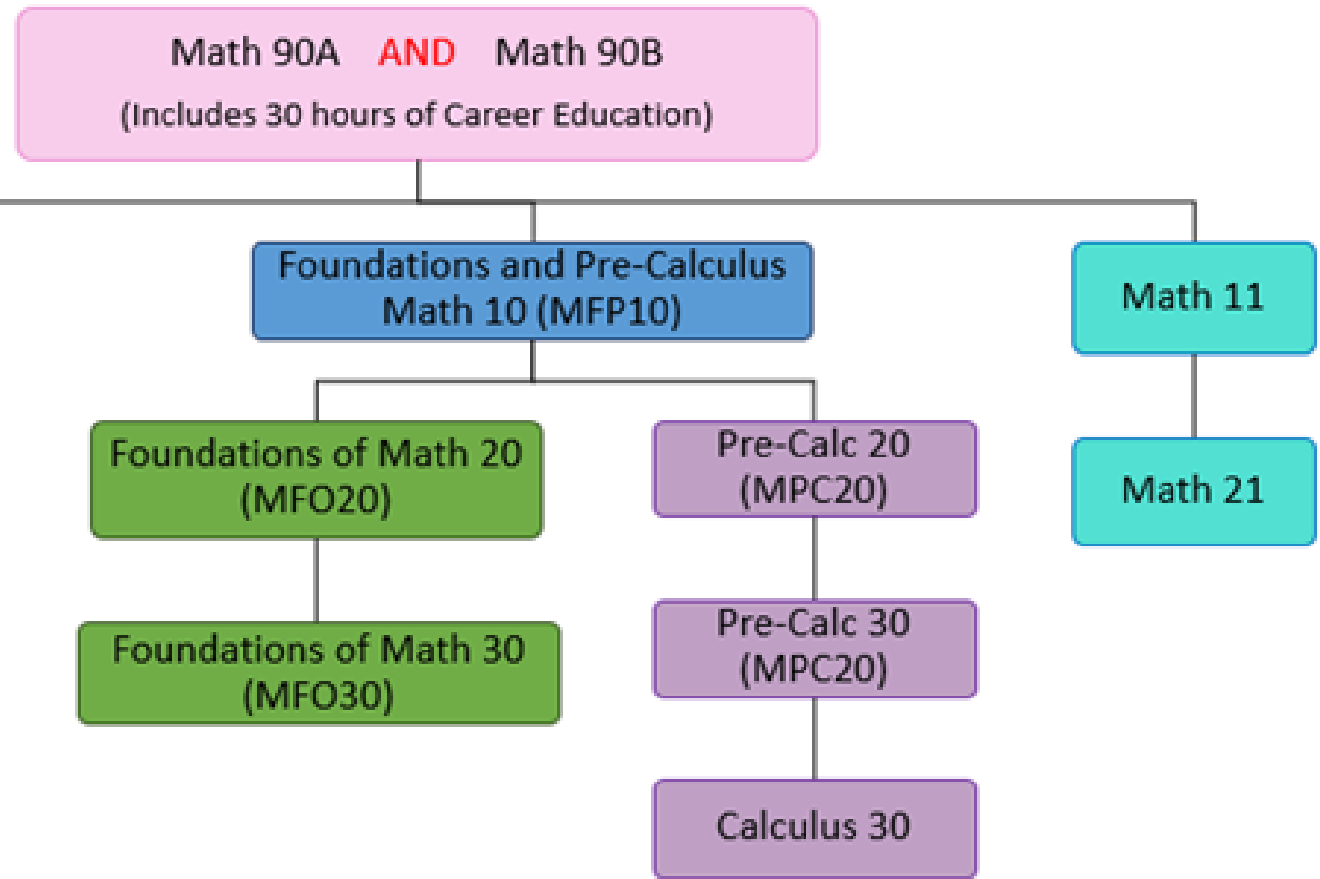 Math 90A AND Math 90B
(Includes 30 hours of Career Education)
Foundations and Pre-Calculus
Math 10 (MFP10)
Math 11
Foundations of Math 20
(MFO20)
Pre-Calc 20
(MPC20)
Math 21
Foundations of Math 30
(MFO30)
Pre-Calc 30
(MPC20)
Calculus 30